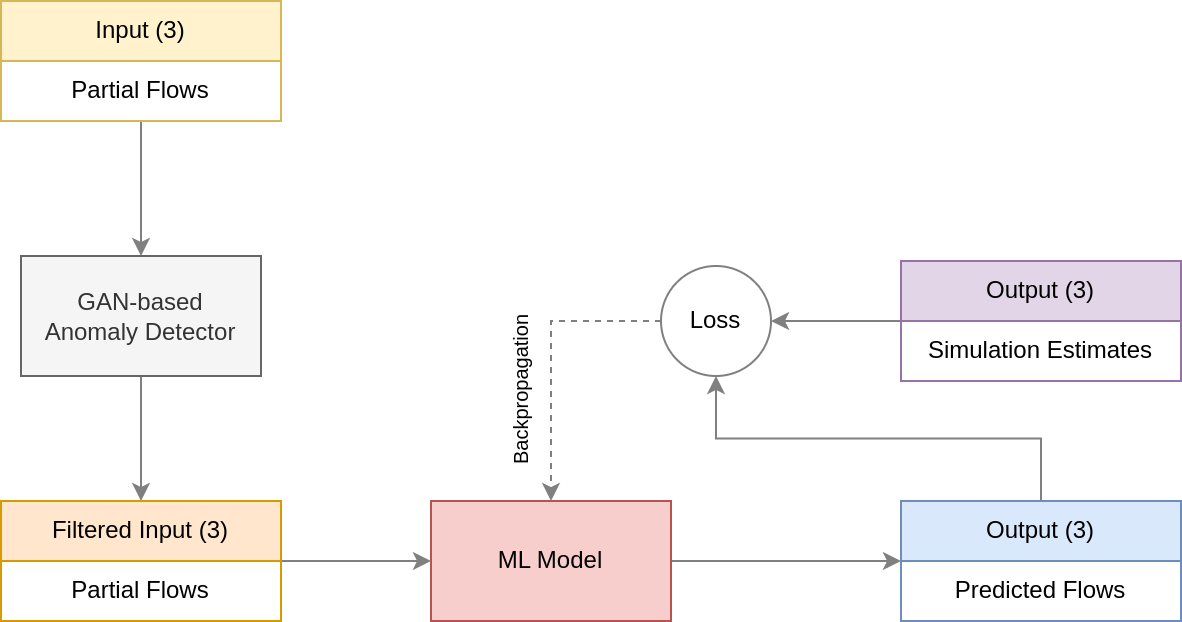 Input (3)
Partial Flows
GAN-based
Anomaly Detector
Filtered Input (3)
Partial Flows
Backpropagation
ML Model
Loss
Output (3)
Simulation Estimates
Output (3)
Predicted Flows